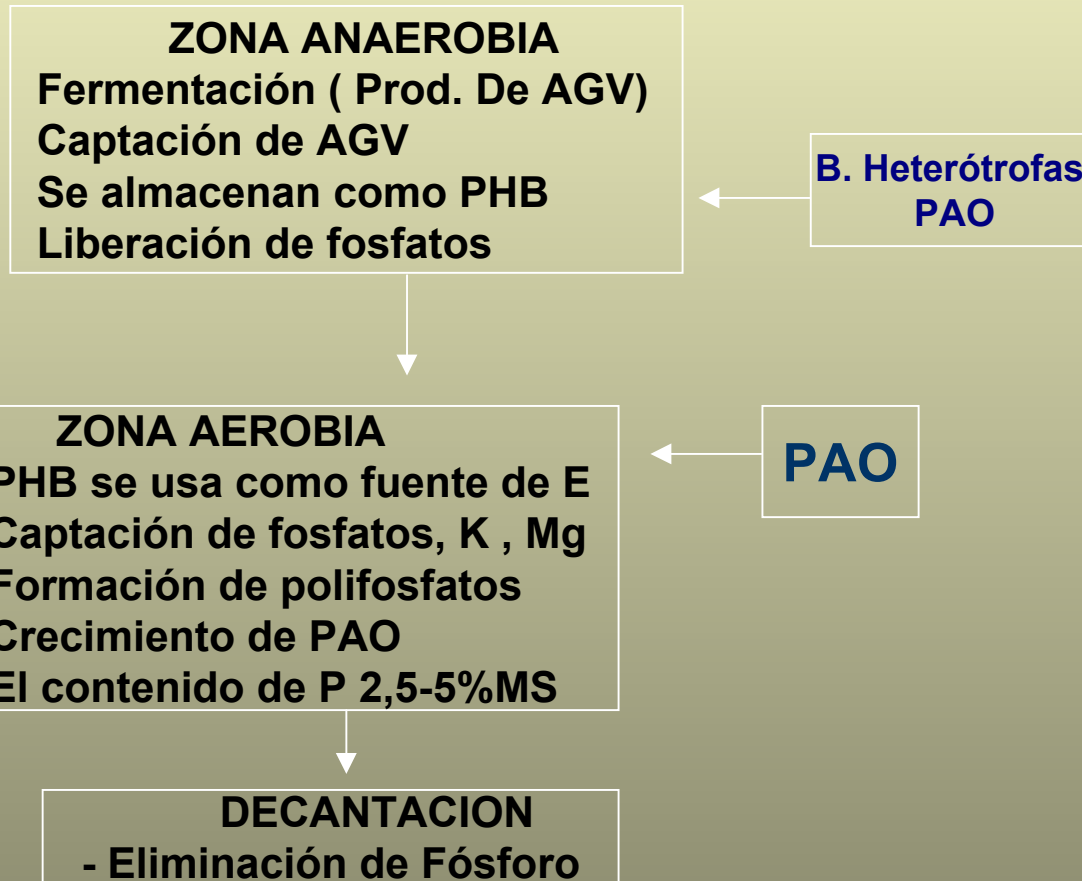 ZONA ANAEROBIA
Fermentación ( Prod. De AGV)
Captación de AGV
Se almacenan como PHB
Liberación de fosfatos
B. Heterótrofas
PAO
ZONA AEROBIA
PHB se usa como fuente de E
Captación de fosfatos, K , Mg
Formación de polifosfatos
Crecimiento de PAO
El contenido de P 2,5-5%MS
PAO
DECANTACION
- Eliminación de Fósforo